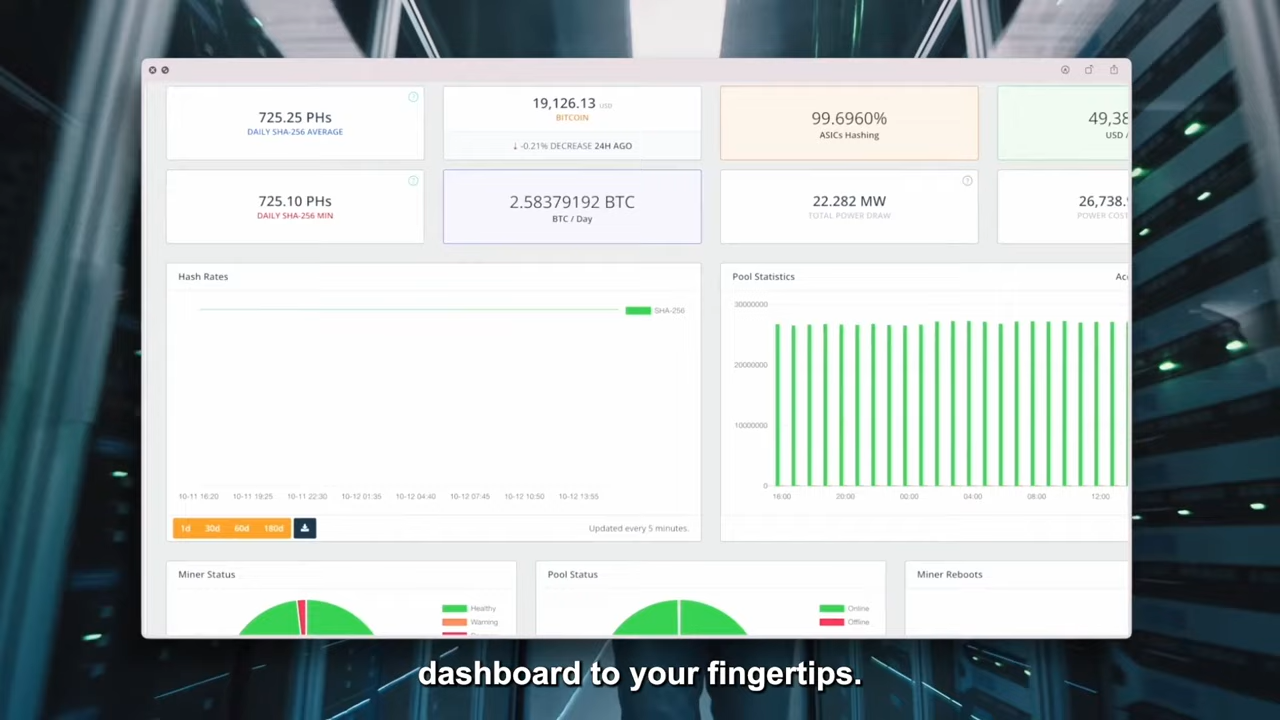 725.25 PHs
DAILY SHA-256 AVERAGE
19,126.13 USD
BITCOIN
↓ -0.21% DECREASE 24H AGO
99.6960%
ASICs Hashing
49,38
USD /
725.10 PHs
DAILY SHA-256 MIN
2.58379192 BTC
BTC / Day
22.282 MW
TOTAL POWER DRAW
26,738.
POWER COST
Hash Rates
SHA-256
10-11 16:20 10-11 19:25 10-11 22:30 10-12 01:35 10-12 04:40 10-12 07:45 10-12 10:50 10-12 13:55
1d 30d 60d 180d
Updated every 5 minutes.
Pool Statistics
Ac
30000000
20000000
10000000
0
16:00 20:00 00:00 04:00 08:00 12:00
Miner Status
Healthy
Warning
Pool Status
Online
Offline
Miner Reboots
dashboard to your fingertips.